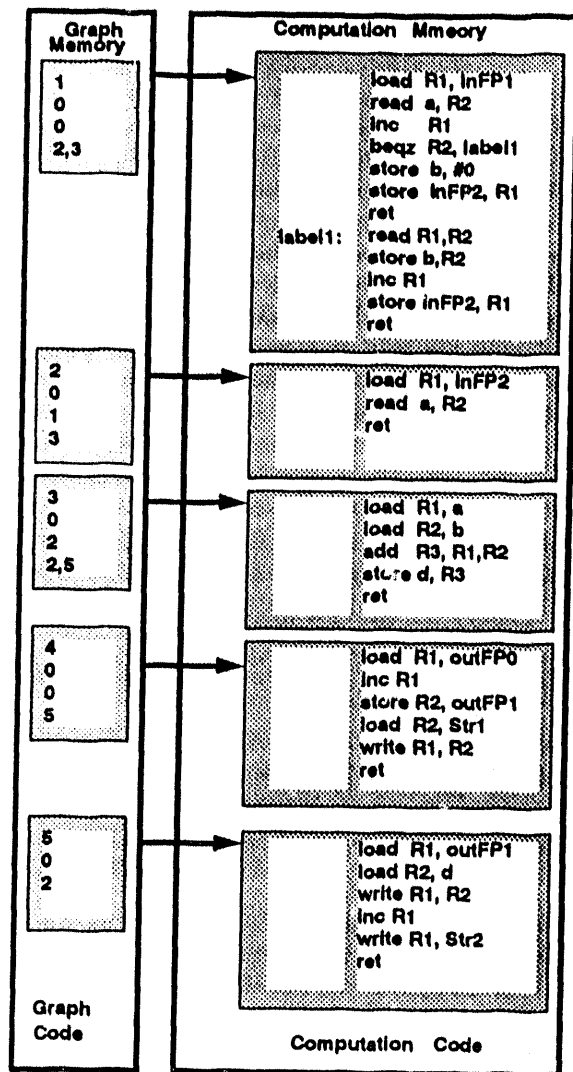 Graph
Memory
Computation Mmeory
1
0
0
2,3
load R1, inFP1
read a, R2
inc R1
beqz R2, label1
store b, #0
store inFP2, R1
ret
label1: read R1,R2
store b,R2
inc R1
store inFP2, R1
ret
2
0
1
3
load R1, inFP2
read a, R2
ret
3
0
2
2,5
load R1, a
load R2, b
add R3, R1,R2
store d, R3
ret
4
0
0
5
load R1, outFP0
inc R1
store R2, outFP1
load R2, Str1
write R1, R2
ret
5
0
2
load R1, outFP1
load R2, d
write R1, R2
inc R1
write R1, Str2
ret
Graph
Code
Computation Code